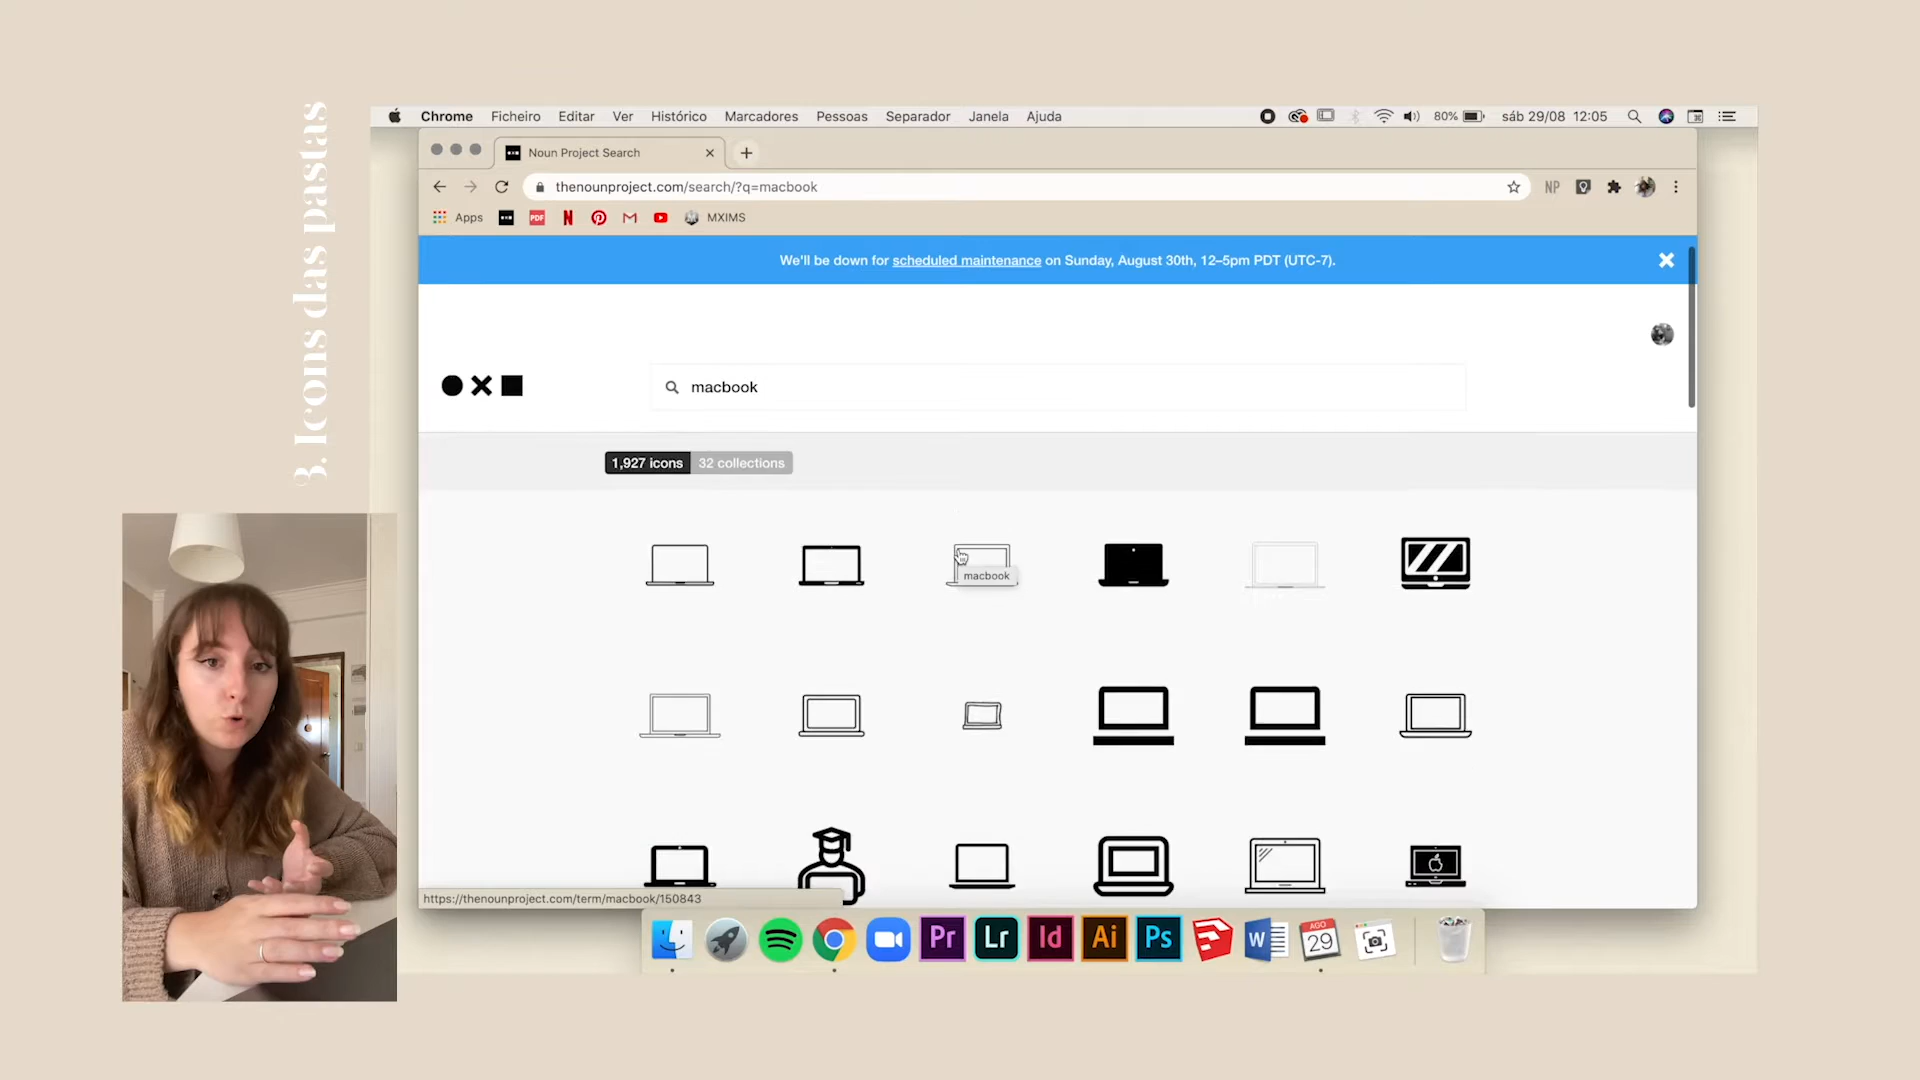 3. Icons das pastas
Chrome Ficheiro Editar Ver Histórico Marcadores Pessoas Separador Janela Ajuda 80% sáb 29/08 12:05
Noun Project Search
thenounproject.com/search/?q=macbook
NP
Apps PDF N MXIMS
We'll be down for scheduled maintenance on Sunday, August 30th, 12–5pm PDT (UTC-7).
macbook
1,927 icons 32 collections
macbook
https://thenounproject.com/term/macbook/150843
Pr Lr Id Ai Ps W AGO 29